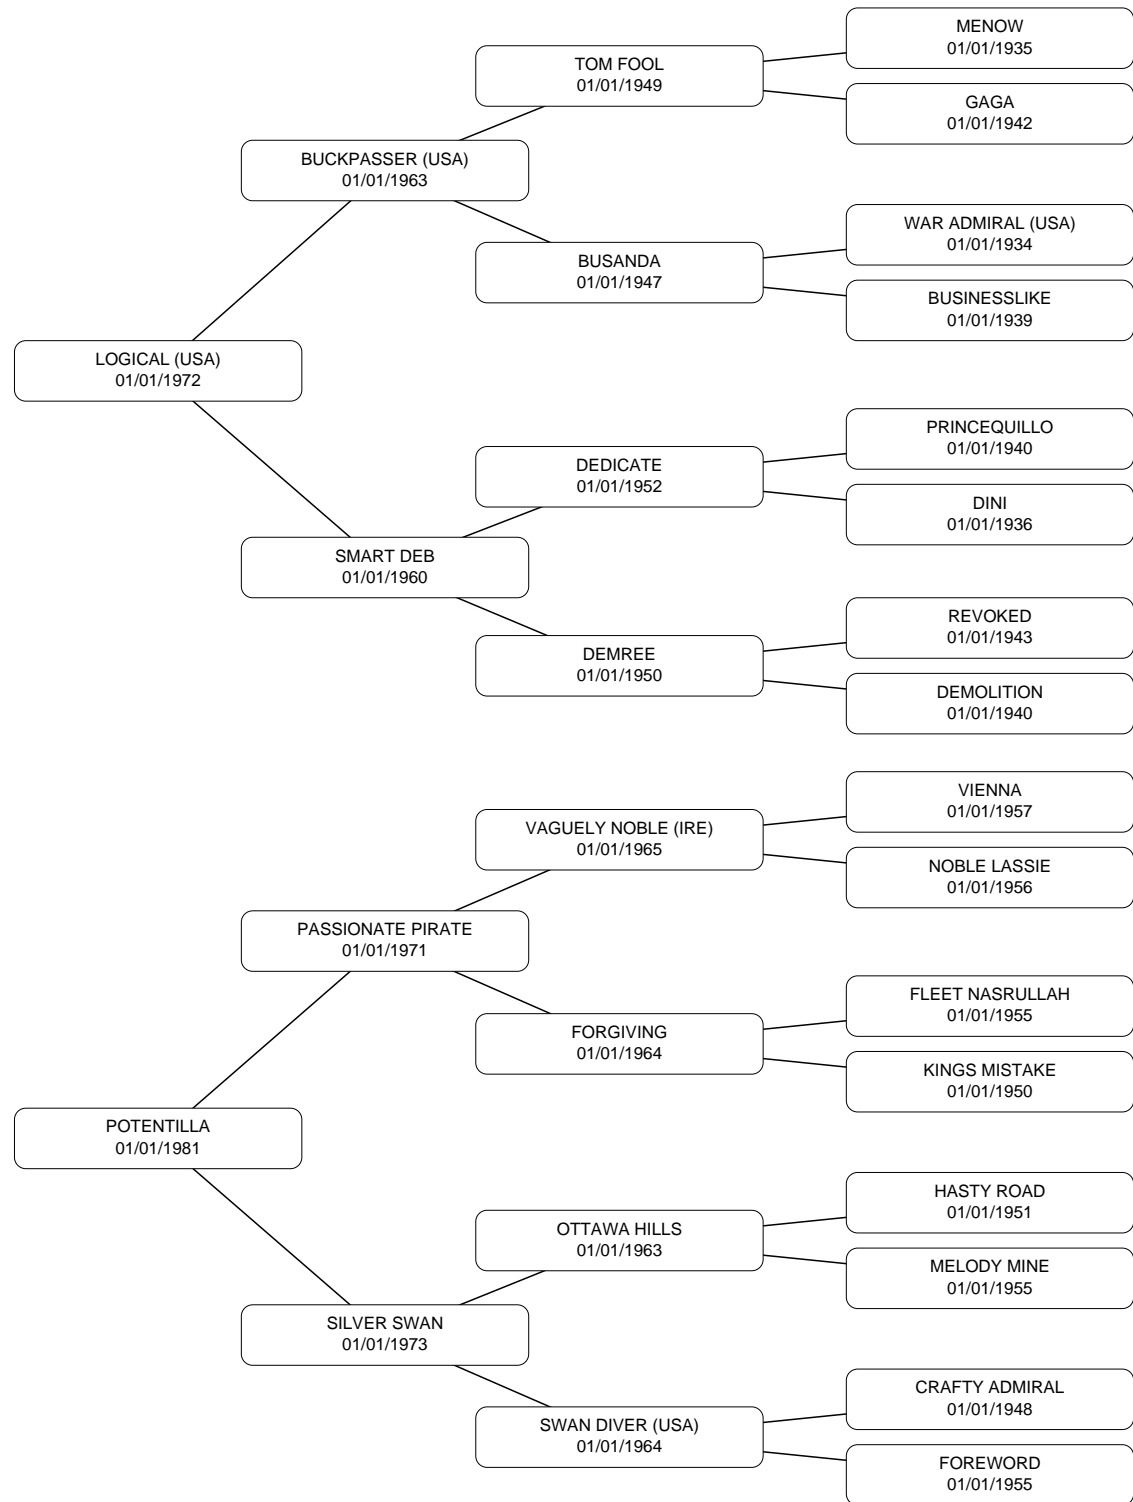 MENOW
01/01/1935
TOM FOOL
01/01/1949
GAGA
01/01/1942
BUCKPASSER (USA)
01/01/1963
WAR ADMIRAL (USA)
01/01/1934
BUSANDA
01/01/1947
BUSINESSLIKE
01/01/1939
LOGICAL (USA)
01/01/1972
PRINCEQUILLO
01/01/1940
DEDICATE
01/01/1952
DINI
01/01/1936
SMART DEB
01/01/1960
REVOKED
01/01/1943
DEMREE
01/01/1950
DEMOLITION
01/01/1940
VIENNA
01/01/1957
VAGUELY NOBLE (IRE)
01/01/1965
NOBLE LASSIE
01/01/1956
PASSIONATE PIRATE
01/01/1971
FLEET NASRULLAH
01/01/1955
FORGIVING
01/01/1964
KINGS MISTAKE
01/01/1950
POTENTILLA
01/01/1981
HASTY ROAD
01/01/1951
OTTAWA HILLS
01/01/1963
MELODY MINE
01/01/1955
SILVER SWAN
01/01/1973
CRAFTY ADMIRAL
01/01/1948
SWAN DIVER (USA)
01/01/1964
FOREWORD
01/01/1955